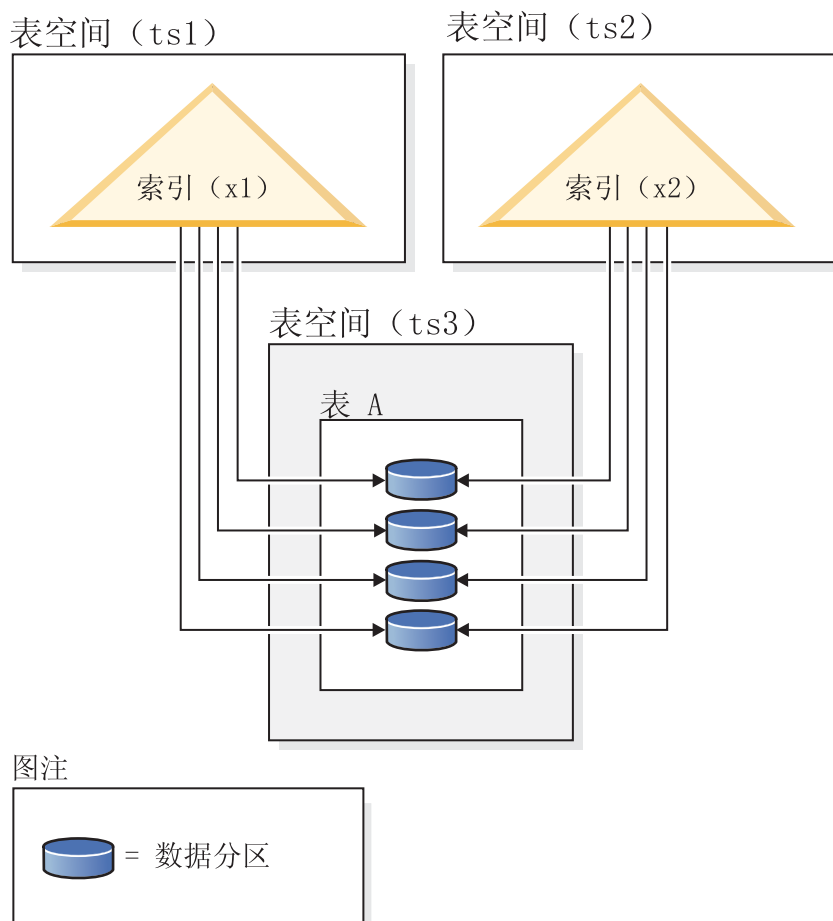 表空间（ts1）
表空间（ts2）
索引（x1）
索引（x2）
表空间（ts3）
表 A
图注
= 数据分区